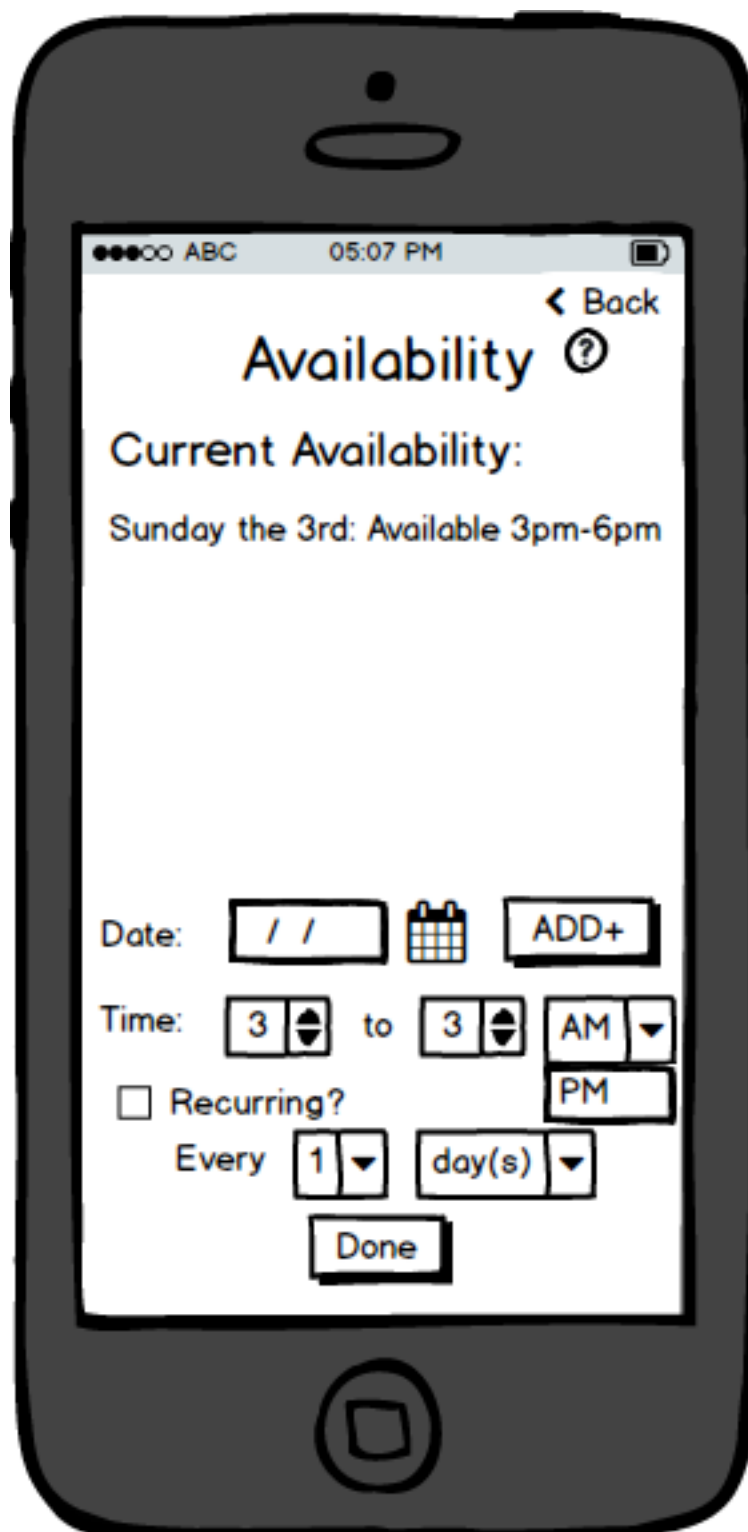 ABC 05:07 PM
Back
Availability ?
Current Availability:
Sunday the 3rd: Available 3pm-6pm
Date: / / ADD+
Time: 3 to 3 AM
PM
Recurring?
Every 1 day(s)
Done